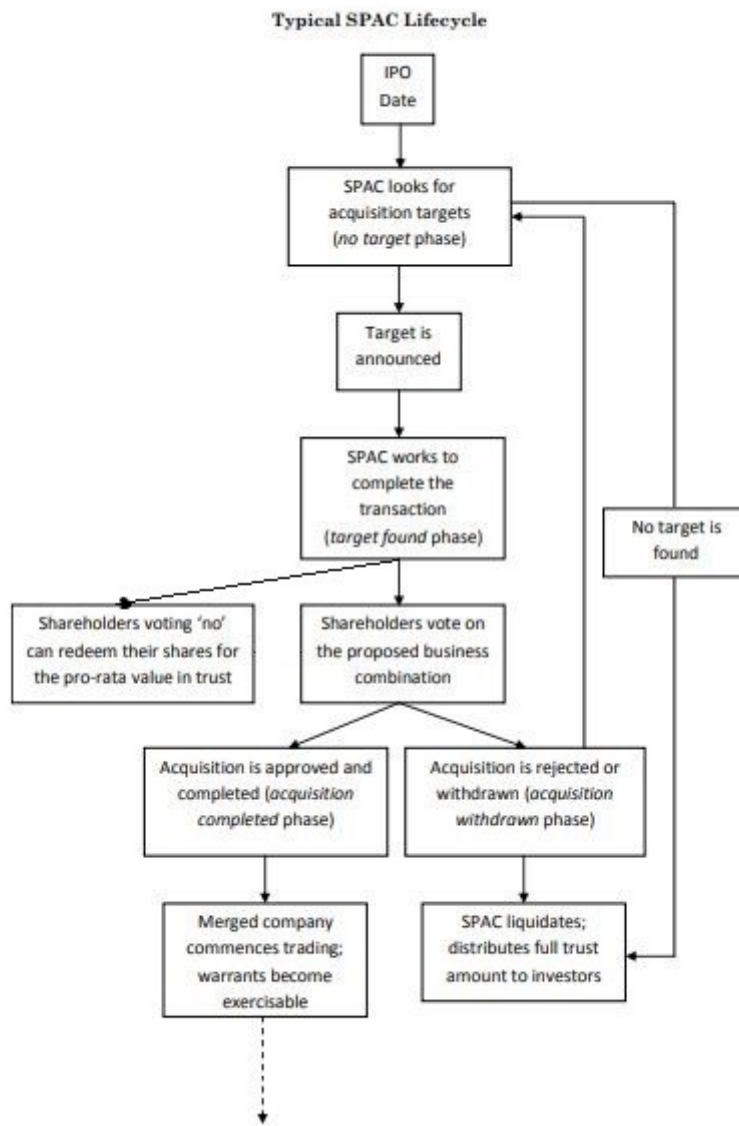 Typical SPAC Lifecycle
IPO
Date
SPAC looks for
acquisition targets
(no target phase)
Target is
announced
SPAC works to
complete the
transaction
(target found phase)
No target is
found
Shareholders voting ‘no’
can redeem their shares for
the pro-rata value in trust
Shareholders vote on
the proposed business
combination
Acquisition is approved and
completed (acquisition
completed phase)
Acquisition is rejected or
withdrawn (acquisition
withdrawn phase)
Merged company
commences trading;
warrants become
exercisable
SPAC liquidates;
distributes full trust
amount to investors